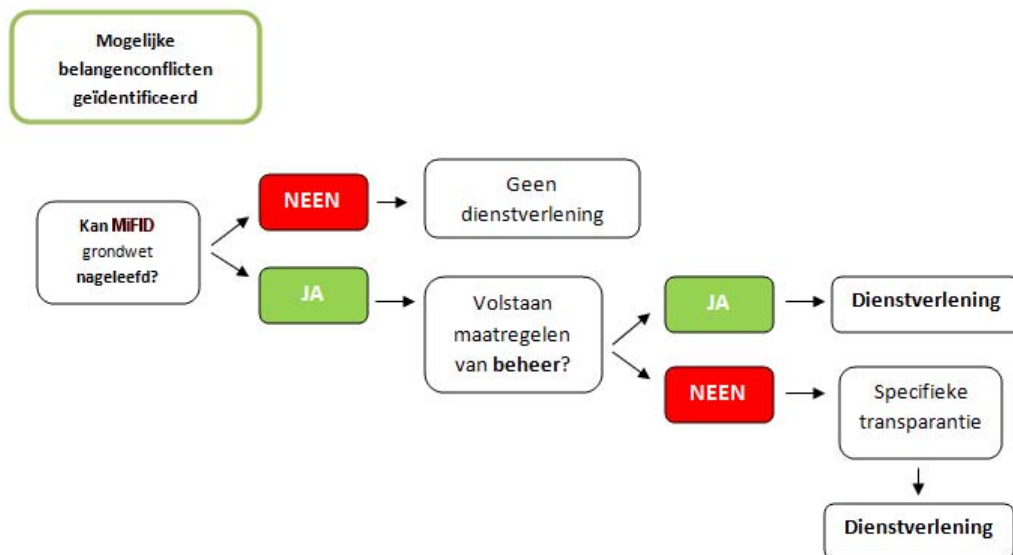 Mogelijke
belangenconflicten
geïdentificeerd
NEEN
Geen
dienstverlening
Kan MiFID
grondwet
nageleefd?
JA
Volstaan
maatregelen
van beheer?
JA
Dienstverlening
NEEN
Specifieke
transparantie
Dienstverlening